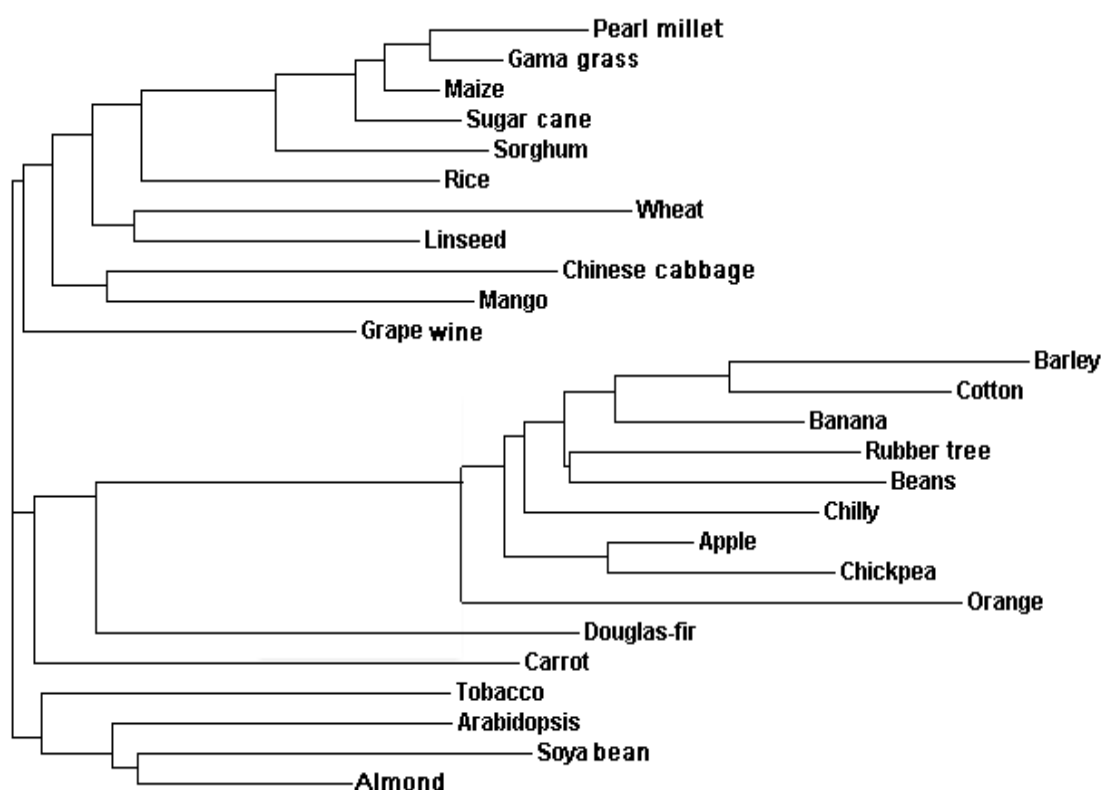 Pearl millet
Gama grass
Maize
Sugar cane
Sorghum
Rice
Wheat
Linseed
Chinese cabbage
Mango
Grape wine
Barley
Cotton
Banana
Rubber tree
Beans
Chilly
Apple
Chickpea
Orange
Douglas-fir
Carrot
Tobacco
Arabidopsis
Soya bean
Almond